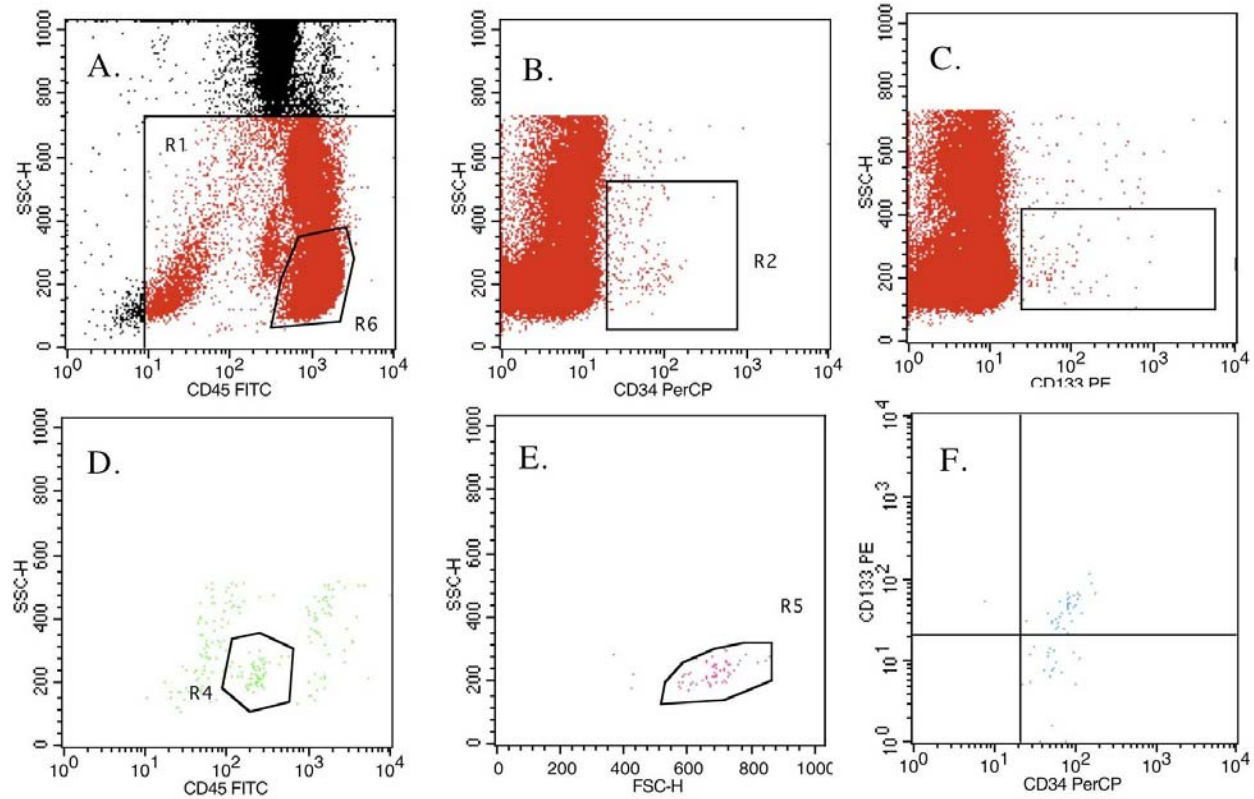 A.
R1
R6
1000
800
600
400
200
0
SSC-H
10^0 10^1 10^2 10^3 10^4
CD45 FITC
B.
R2
1000
800
600
400
200
0
SSC-H
10^0 10^1 10^2 10^3 10^4
CD34 PerCP
C.
1000
800
600
400
200
0
SSC-H
10^0 10^1 10^2 10^3 10^4
CD133 PE
D.
R4
1000
800
600
400
200
0
SSC-H
10^0 10^1 10^2 10^3 10^4
CD45 FITC
E.
R5
1000
800
600
400
200
0
SSC-H
0 200 400 600 800 1000
FSC-H
F.
10^4
10^3
10^2
10^1
10^0
CD133 PE
10^0 10^1 10^2 10^3 10^4
CD34 PerCP